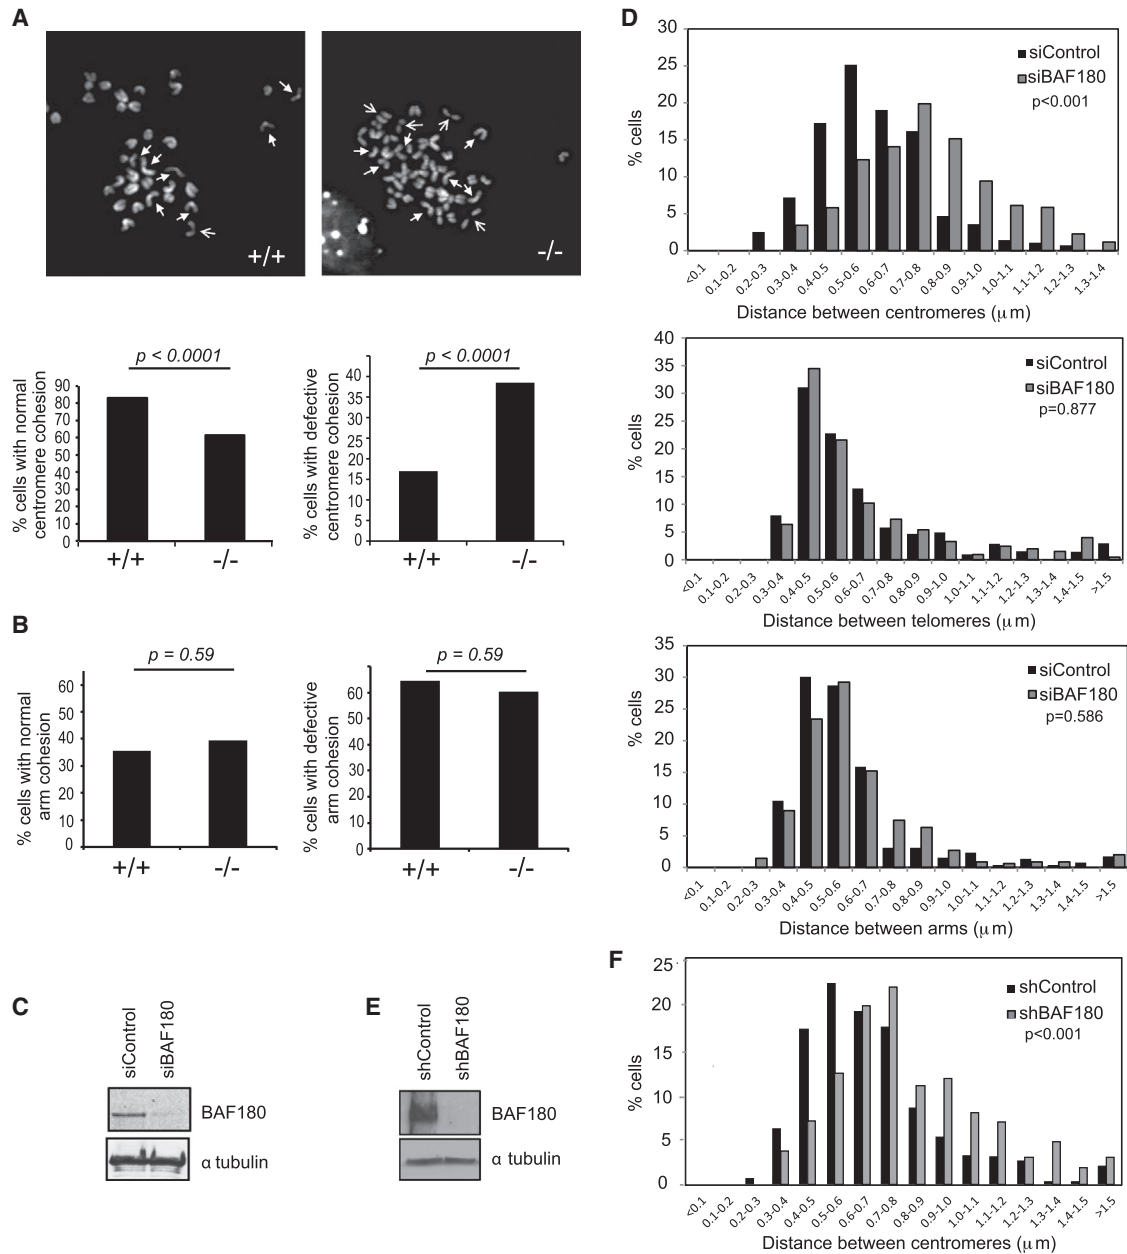 A
+/+
-/-
% cells with normal
centromere cohesion
p < 0.0001
90
80
70
60
50
40
30
20
10
0
+/+
-/-
% cells with defective
centromere cohesion
p < 0.0001
40
35
30
25
20
15
10
5
0
+/+
-/-
B
% cells with normal
arm cohesion
p = 0.59
60
50
40
30
20
10
0
+/+
-/-
% cells with defective
arm cohesion
p = 0.59
60
50
40
30
20
10
0
+/+
-/-
C
siControl
siBAF180
BAF180
α tubulin
E
shControl
shBAF180
BAF180
α tubulin
D
% cells
30
25
20
15
10
5
0
siControl
siBAF180
p<0.001
<0.1
0.1-0.2
0.2-0.3
0.3-0.4
0.4-0.5
0.5-0.6
0.6-0.7
0.7-0.8
0.8-0.9
0.9-1.0
1.0-1.1
1.1-1.2
1.2-1.3
1.3-1.4
Distance between centromeres (μm)
% cells
40
35
30
25
20
15
10
5
0
siControl
siBAF180
p=0.877
<0.1
0.1-0.2
0.2-0.3
0.3-0.4
0.4-0.5
0.5-0.6
0.6-0.7
0.7-0.8
0.8-0.9
0.9-1.0
1.0-1.1
1.1-1.2
1.2-1.3
1.3-1.4
1.4-1.5
>1.5
Distance between telomeres (μm)
% cells
35
30
25
20
15
10
5
0
siControl
siBAF180
p=0.586
<0.1
0.1-0.2
0.2-0.3
0.3-0.4
0.4-0.5
0.5-0.6
0.6-0.7
0.7-0.8
0.8-0.9
0.9-1.0
1.0-1.1
1.1-1.2
1.2-1.3
1.3-1.4
1.4-1.5
>1.5
Distance between arms (μm)
F
% cells
25
20
15
10
5
0
shControl
shBAF180
p<0.001
<0.1
0.1-0.2
0.2-0.3
0.3-0.4
0.4-0.5
0.5-0.6
0.6-0.7
0.7-0.8
0.8-0.9
0.9-1.0
1.0-1.1
1.1-1.2
1.2-1.3
1.3-1.4
1.4-1.5
>1.5
Distance between centromeres (μm)